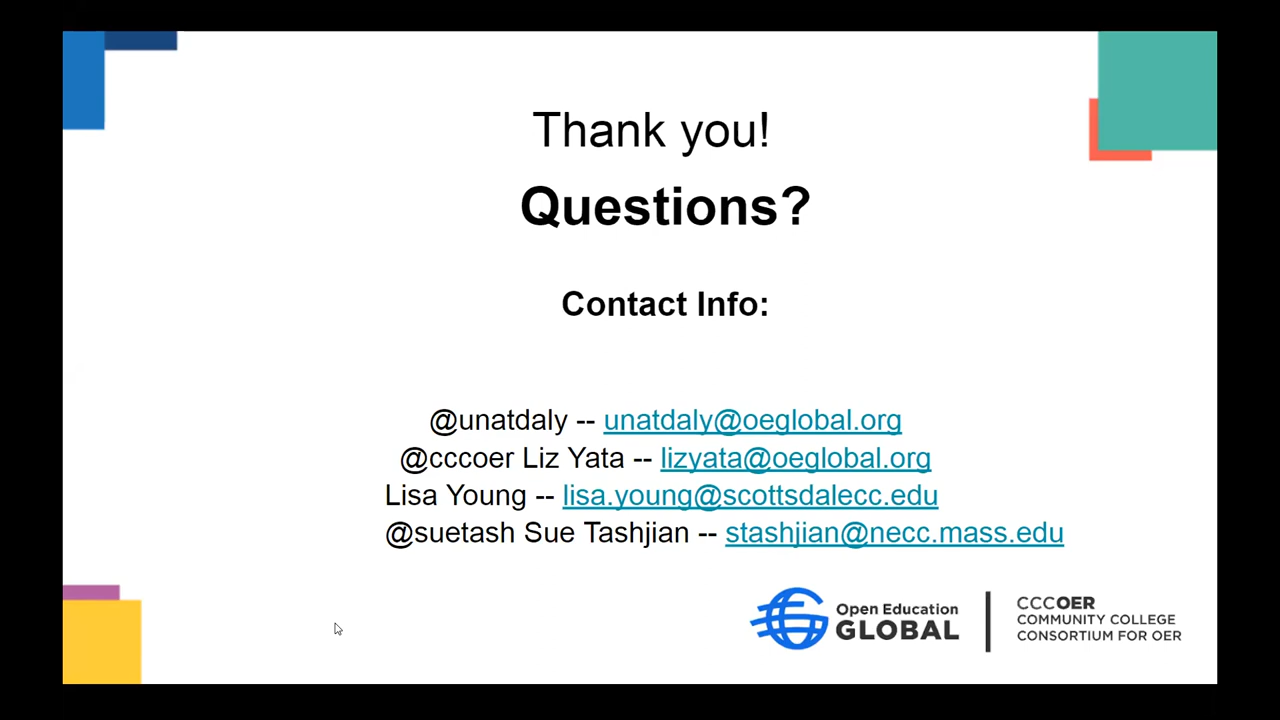 Thank you!
Questions?
Contact Info:
@unatdaly -- unatdaly@oeglobal.org
@cccoer Liz Yata -- lizyata@oeglobal.org
Lisa Young -- lisa.young@scottsdalecc.edu
@suetash Sue Tashjian -- stashjian@necc.mass.edu
Open Education
GLOBAL
CCCOER
COMMUNITY COLLEGE
CONSORTIUM FOR OER